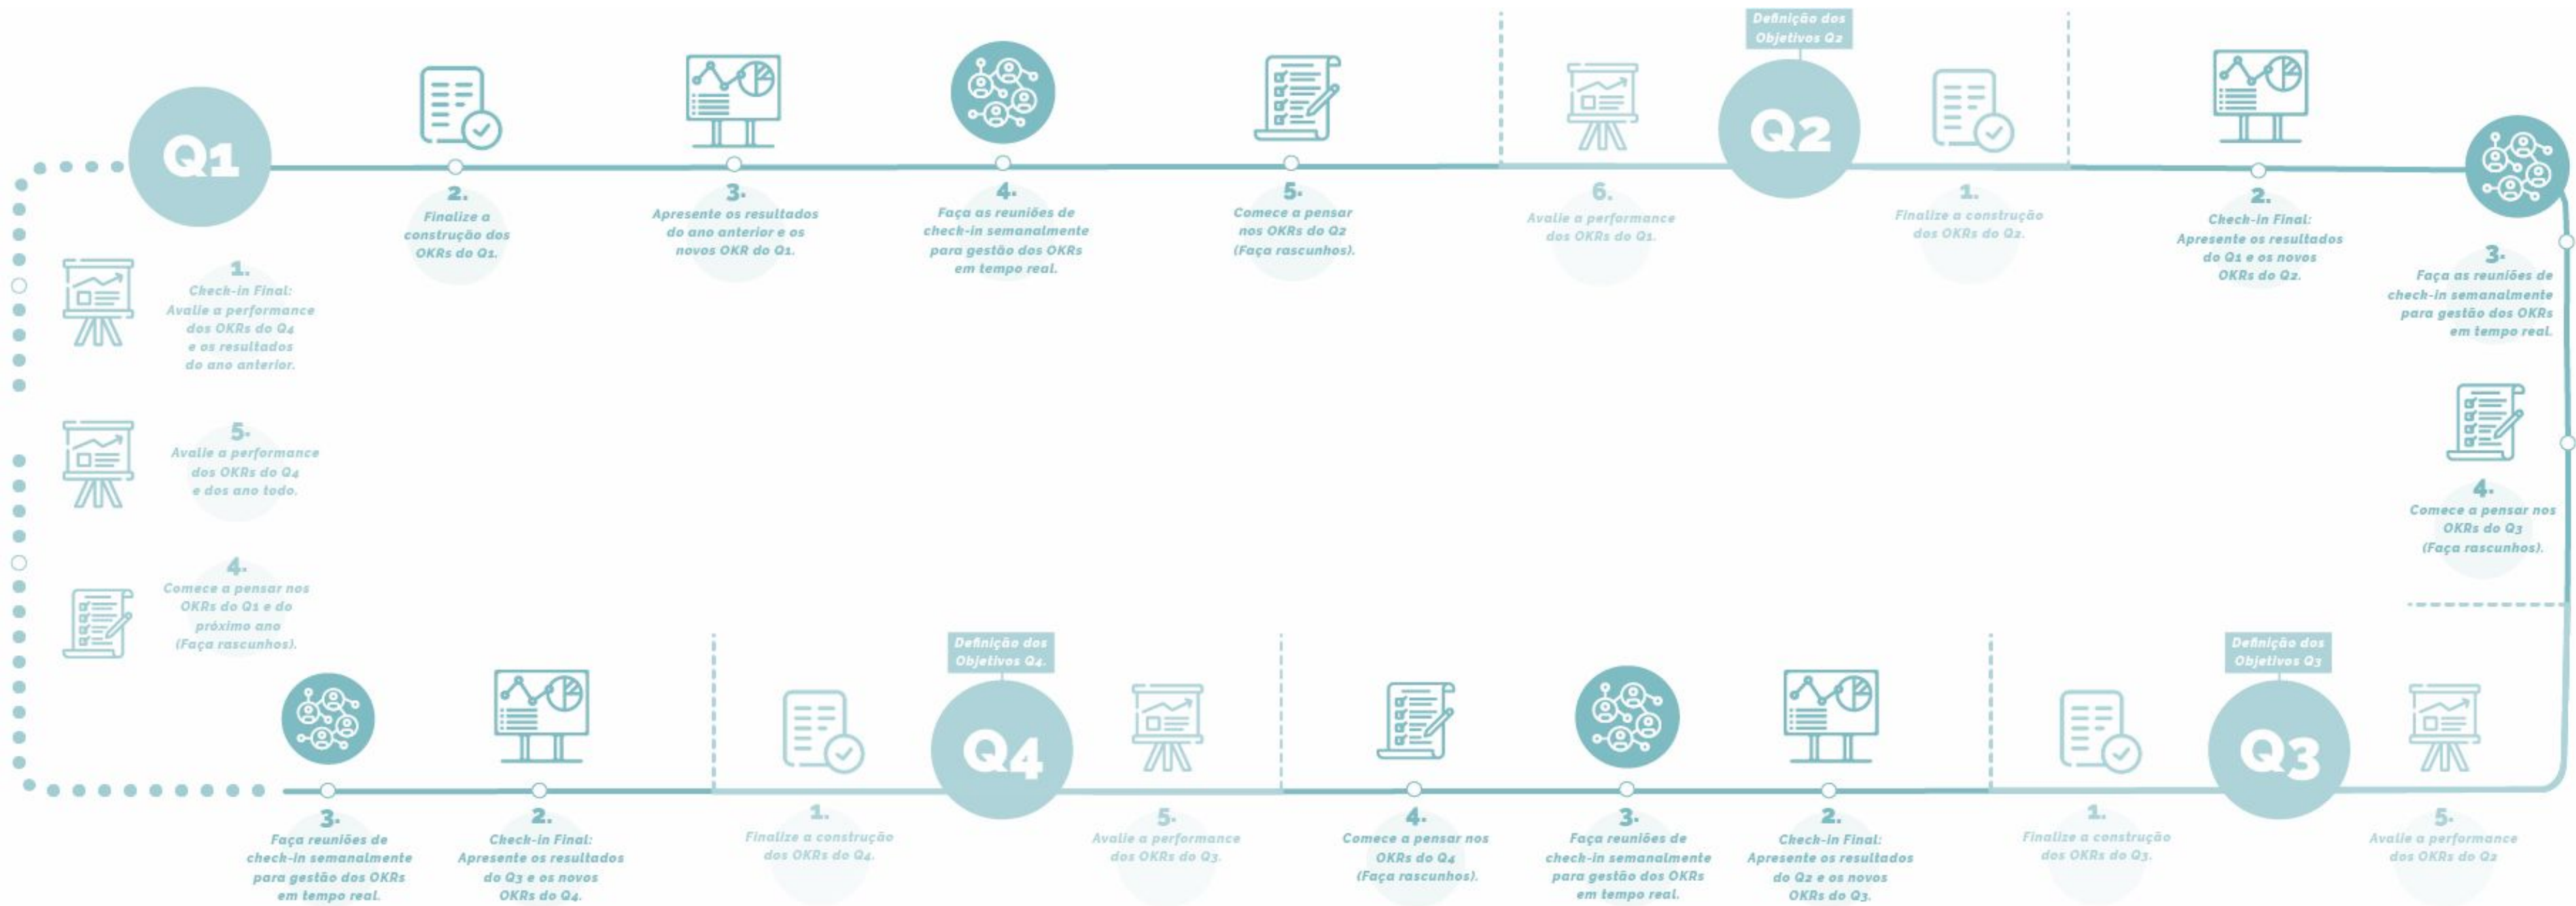 Q1
1.
Check-in Final:
Avalie a performance
dos OKRs do Q4
e os resultados
do ano anterior.
2.
Finalize a
construção dos
OKRs do Q1.
3.
Apresente os resultados
do ano anterior e os
novos OKR do Q1.
4.
Faça as reuniões de
check-in semanalmente
para gestão dos OKRs
em tempo real.
5.
Comece a pensar
nos OKRs do Q2
(Faça rascunhos).
6.
Avalie a performance
dos OKRs do Q1.
Definição dos
Objetivos Q2
Q2
1.
Finalize a construção
dos OKRs do Q2.
2.
Check-in Final:
Apresente os resultados
do Q1 e os novos
OKRs do Q2.
3.
Faça as reuniões de
check-in semanalmente
para gestão dos OKRs
em tempo real.
4.
Comece a pensar nos
OKRs do Q3
(Faça rascunhos).
5.
Avalie a performance
dos OKRs do Q2
Definição dos
Objetivos Q3
Q3
1.
Finalize a construção
dos OKRs do Q3.
2.
Check-in Final:
Apresente os resultados
do Q2 e os novos
OKRs do Q3.
3.
Faça reuniões de
check-in semanalmente
para gestão dos OKRs
em tempo real.
4.
Comece a pensar nos
OKRs do Q4
(Faça rascunhos).
5.
Avalie a performance
dos OKRs do Q3.
Definição dos
Objetivos Q4.
Q4
1.
Finalize a construção
dos OKRs do Q4.
2.
Check-in Final:
Apresente os resultados
do Q3 e os novos
OKRs do Q4.
3.
Faça reuniões de
check-in semanalmente
para gestão dos OKRs
em tempo real.
4.
Comece a pensar nos
OKRs do Q1 e do
próximo ano
(Faça rascunhos).
5.
Avalie a performance
dos OKRs do Q4
e dos ano todo.